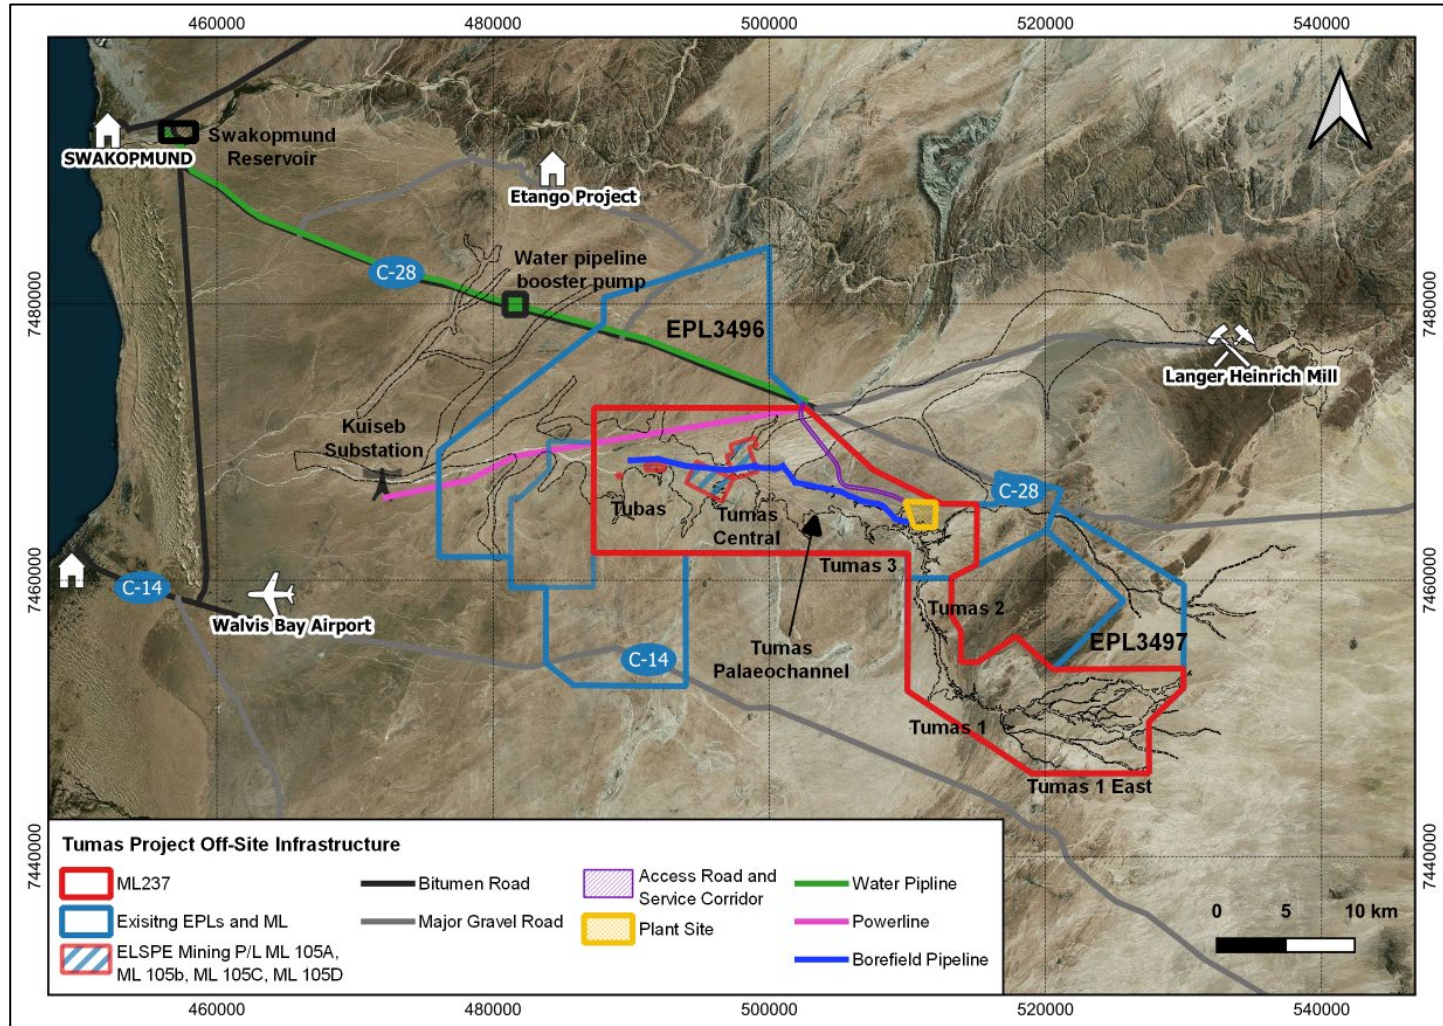 460000
480000
500000
520000
540000
Swakopmund
Reservoir
SWAKOPMUND
Etango Project
C-28
Water pipeline
booster pump
7480000
7480000
EPL3496
Langer Heinrich Mill
Kuiseb
Substation
C-28
Tubas
Tumas
Central
Tumas 3
7460000
7460000
C-14
Walvis Bay Airport
Tumas 2
EPL3497
C-14
Tumas
Palaeochannel
Tumas 1
Tumas 1 East
7440000
7440000
Tumas Project Off-Site Infrastructure
ML237
Exisitng EPLs and ML
ELSPE Mining P/L ML 105A,
ML 105b, ML 105C, ML 105D
Bitumen Road
Major Gravel Road
Access Road and
Service Corridor
Plant Site
Water Pipline
Powerline
Borefield Pipeline
0 5 10 km
460000
480000
500000
520000
540000